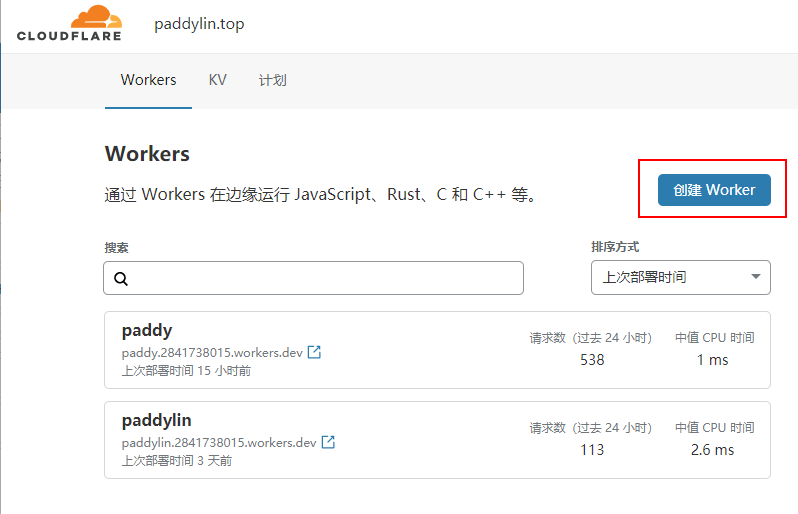 CLOUDFLARE
paddylin.top
Workers KV 计划
Workers
通过 Workers 在边缘运行 JavaScript、Rust、C 和 C++ 等。
创建 Worker
搜索
排序方式
上次部署时间
paddy
paddy.2841738015.workers.dev
上次部署时间 15 小时前
请求数（过去 24 小时）
538
中值 CPU 时间
1 ms
paddylin
paddylin.2841738015.workers.dev
上次部署时间 3 天前
请求数（过去 24 小时）
113
中值 CPU 时间
2.6 ms